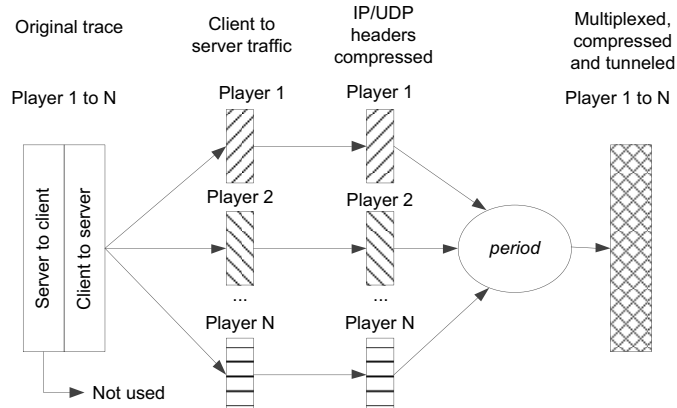 Original trace
Client to
server traffic
IP/UDP
headers
compressed
Multiplexed,
compressed
and tunneled
Player 1 to N
Player 1
Player 1
Player 1 to N
Server to client
Client to server
Player 2
Player 2
period
...
...
Player N
Player N
Not used